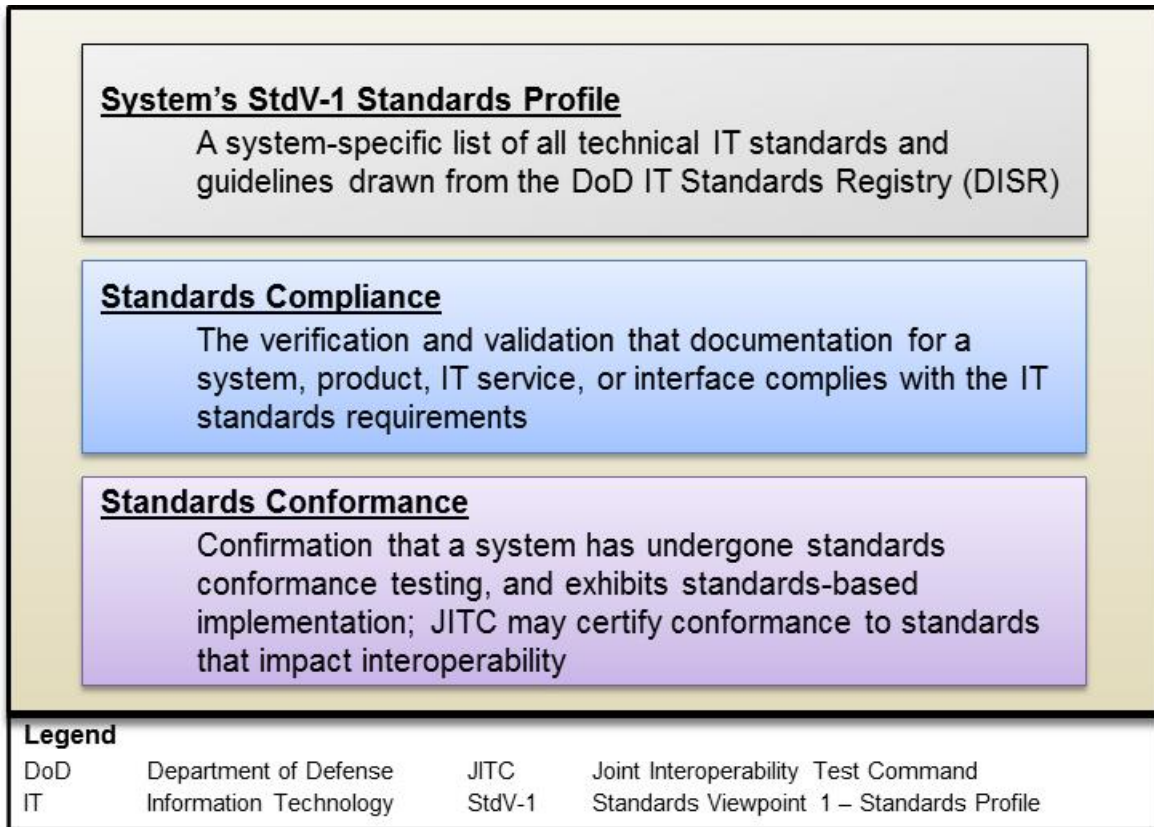 System’s StdV-1 Standards Profile
A system-specific list of all technical IT standards and
guidelines drawn from the DoD IT Standards Registry (DISR)
Standards Compliance
The verification and validation that documentation for a
system, product, IT service, or interface complies with the IT
standards requirements
Standards Conformance
Confirmation that a system has undergone standards
conformance testing, and exhibits standards-based
implementation; JITC may certify conformance to standards
that impact interoperability
Legend
DoD Department of Defense JITC Joint Interoperability Test Command
IT Information Technology StdV-1 Standards Viewpoint 1 – Standards Profile